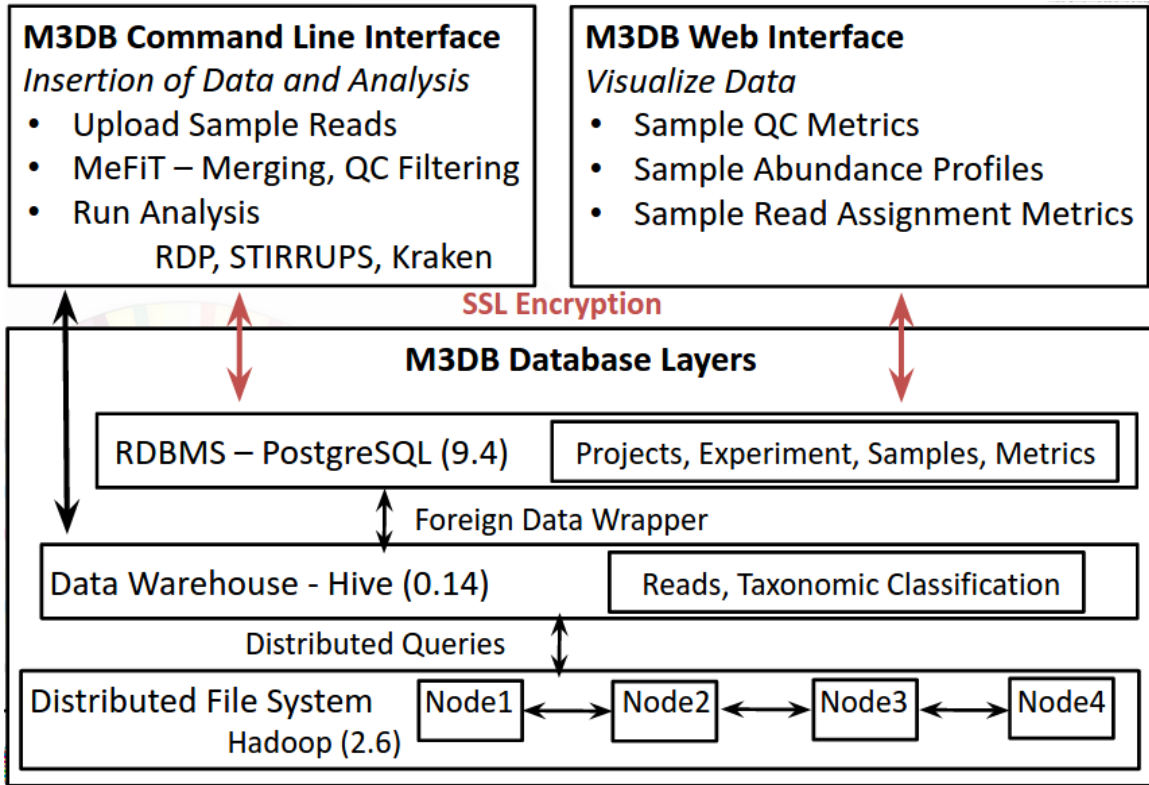 M3DB Command Line Interface
Insertion of Data and Analysis
• Upload Sample Reads
• MeFiT – Merging, QC Filtering
• Run Analysis
RDP, STIRRUPS, Kraken
M3DB Web Interface
Visualize Data
• Sample QC Metrics
• Sample Abundance Profiles
• Sample Read Assignment Metrics
SSL Encryption
M3DB Database Layers
RDBMS – PostgreSQL (9.4)
Projects, Experiment, Samples, Metrics
Foreign Data Wrapper
Data Warehouse - Hive (0.14)
Reads, Taxonomic Classification
Distributed Queries
Distributed File System
Hadoop (2.6)
Node1
Node2
Node3
Node4